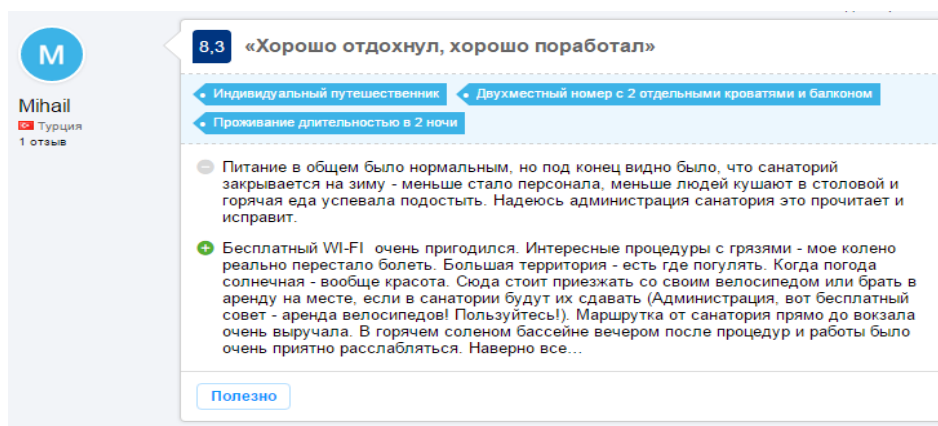 M
Mihail
Турция
1 отзыв
8,3 «Хорошо отдохнул, хорошо поработал»
• Индивидуальный путешественник • Двухместный номер с 2 отдельными кроватями и балконом
• Проживание длительностью в 2 ночи
Питание в общем было нормальным, но под конец видно было, что санаторий
закрывается на зиму - меньше стало персонала, меньше людей кушают в столовой и
горячая еда успевала подостыть. Надеюсь администрация санатория это прочитает и
исправит.
Бесплатный WI-FI очень пригодился. Интересные процедуры с грязями - мое колено
реально перестало болеть. Большая территория - есть где погулять. Когда погода
солнечная - вообще красота. Сюда стоит приезжать со своим велосипедом или брать в
аренду на месте, если в санатории будут их сдавать (Администрация, вот бесплатный
совет - аренда велосипедов! Пользуйтесь!). Маршрутка от санатория прямо до вокзала
очень выручала. В горячем соленом бассейне вечером после процедур и работы было
очень приятно расслабляться. Наверно все...
Полезно